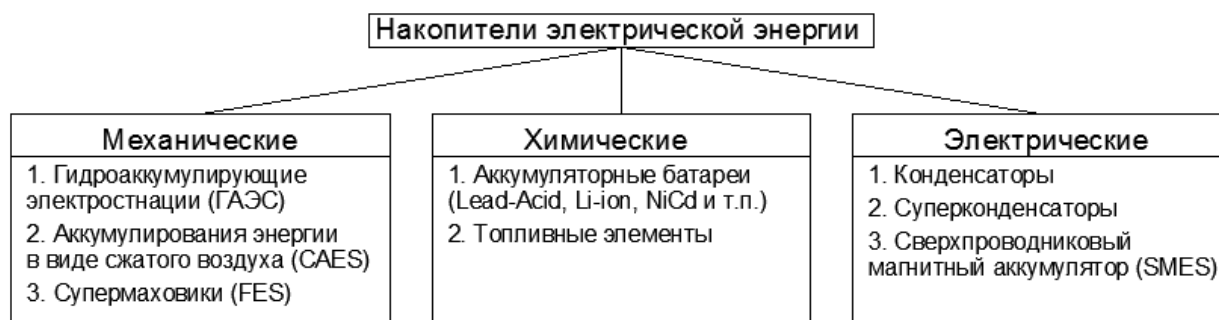 Накопители электрической энергии
Механические
1. Гидроаккумулирующие
электростнации (ГАЭС)
2. Аккумулирования энергии
в виде сжатого воздуха (CAES)
3. Супермаховики (FES)
Химические
1. Аккумуляторные батареи
(Lead-Acid, Li-ion, NiCd и т.п.)
2. Топливные элементы
Электрические
1. Конденсаторы
2. Суперконденсаторы
3. Сверхпроводниковый
магнитный аккумулятор (SMES)